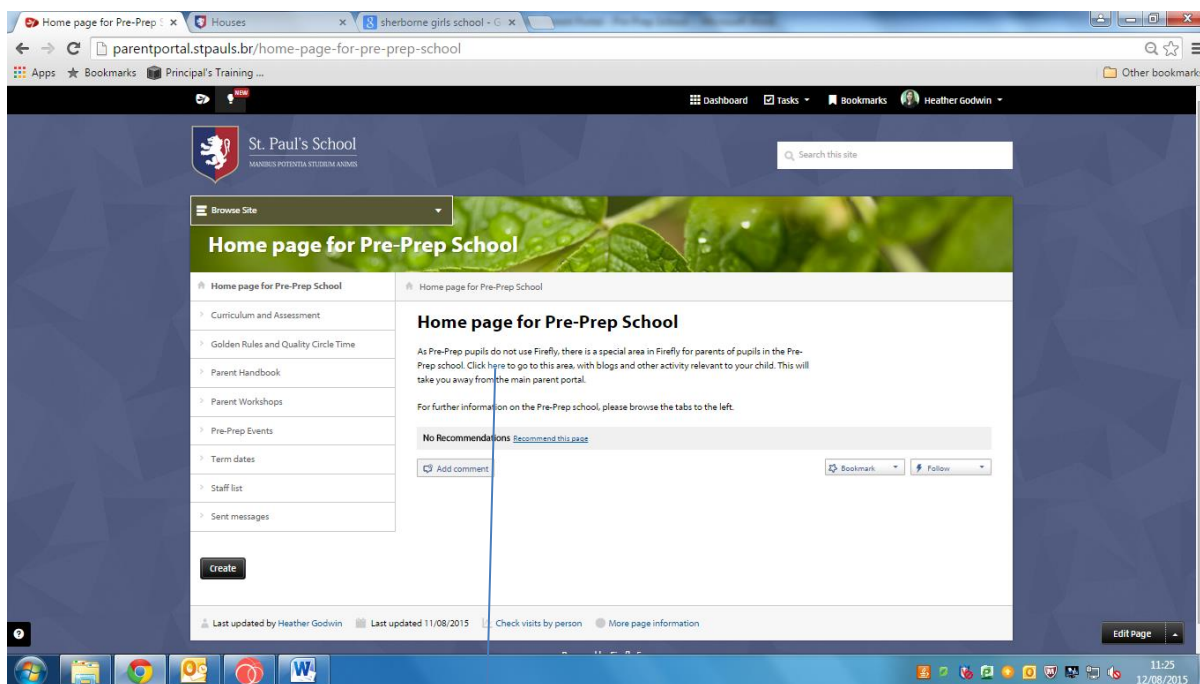 Home page for Pre-Prep S
Houses
sherborne girls school - G
parentportal.stpauls.br/home-page-for-pre-prep-school
Apps
Bookmarks
Principal's Training ...
Other bookmark
NEW
Dashboard
Tasks
Bookmarks
Heather Godwin
St. Paul's School
MANIBUS POTENTIA STUDIUM ANIMIS
Search this site
Browse Site
Home page for Pre-Prep School
Home page for Pre-Prep School
Home page for Pre-Prep School
Curriculum and Assessment
Golden Rules and Quality Circle Time
Parent Handbook
Parent Workshops
Pre-Prep Events
Term dates
Staff list
Sent messages
Create
Home page for Pre-Prep School
As Pre-Prep pupils do not use Firefly, there is a special area in Firefly for parents of pupils in the Pre-
Prep school. Click here to go to this area, with blogs and other activity relevant to your child. This will
take you away from the main parent portal.
For further information on the Pre-Prep school, please browse the tabs to the left.
No Recommendations Recommend this page
Add comment
Bookmark
Follow
Last updated by Heather Godwin
Last updated 11/08/2015
Check visits by person
More page information
Edit Page
11:25
12/08/2015